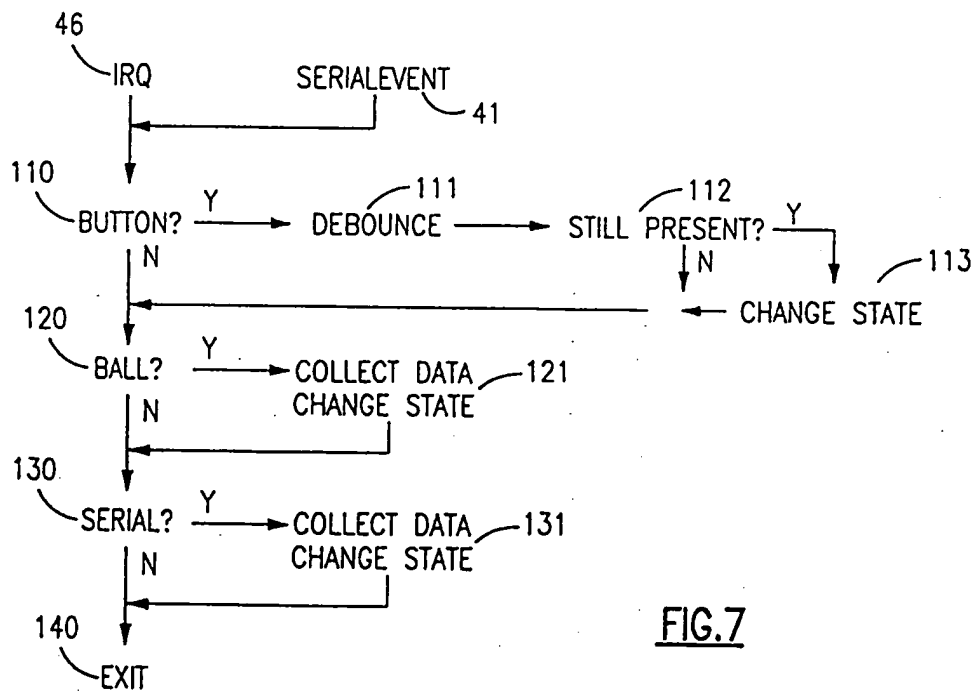 46
IRQ
SERIALEVENT
41
110
BUTTON?
Y
111
DEBOUNCE
112
STILL PRESENT?
Y
N
N
113
CHANGE STATE
120
BALL?
Y
COLLECT DATA
CHANGE STATE
121
N
130
SERIAL?
Y
COLLECT DATA
CHANGE STATE
131
N
140
EXIT
FIG.7